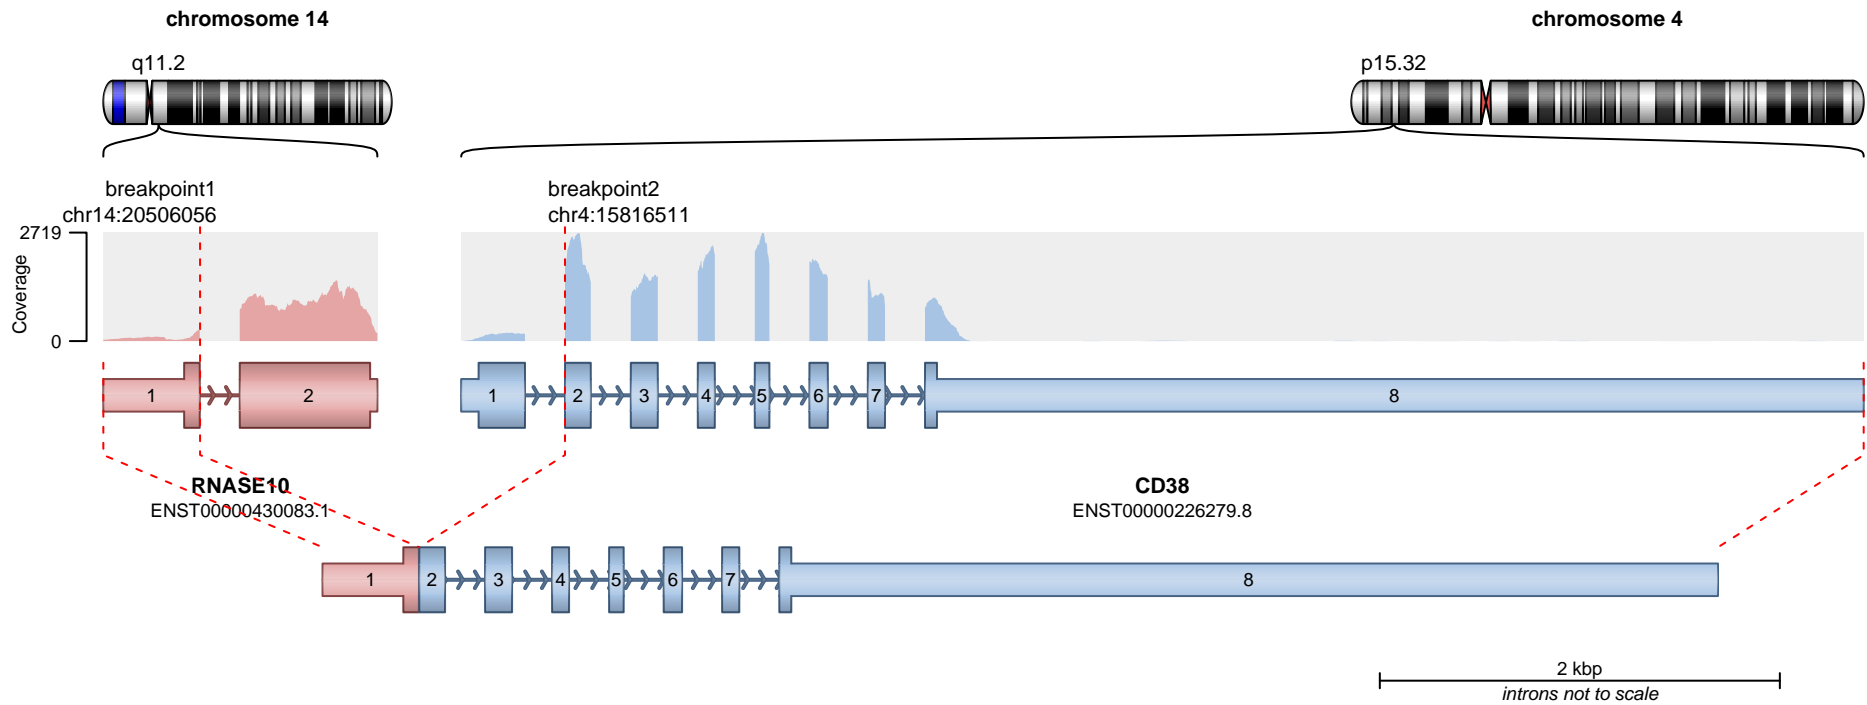 chromosome 14
chromosome 4
q11.2
p15.32
breakpoint1
chr14:20506056
breakpoint2
chr4:15816511
2719
Coverage
0
1
2
1
2
3
4
5
6
7
8
RNASE10
ENST00000430083.1
CD38
ENST00000226279.8
1
2
3
4
5
6
7
8
2 kbp
introns not to scale